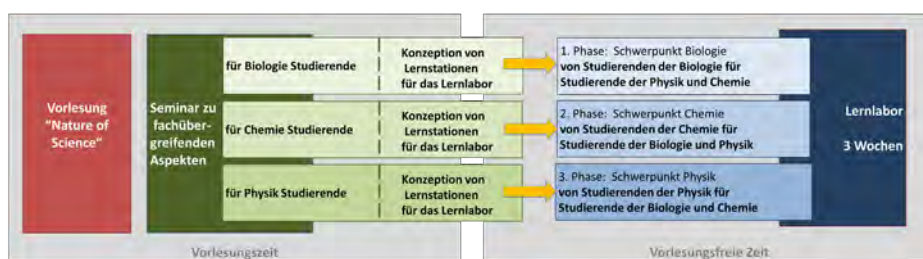 Vorlesung
"Nature of
Science"
Seminar zu
fachüber-
greifenden
Aspekten
für Biologie Studierende
Konzeption von
Lernstationen
für das Lernlabor
für Chemie Studierende
Konzeption von
Lernstationen
für das Lernlabor
für Physik Studierende
Konzeption von
Lernstationen
für das Lernlabor
Vorlesungszeit
1. Phase: Schwerpunkt Biologie
von Studierenden der Biologie für
Studierende der Physik und Chemie
2. Phase: Schwerpunkt Chemie
von Studierenden der Chemie für
Studierende der Biologie und Physik
3. Phase: Schwerpunkt Physik
von Studierenden der Physik für
Studierende der Biologie und Chemie
Lernlabor
3 Wochen
Vorlesungsfreie Zeit